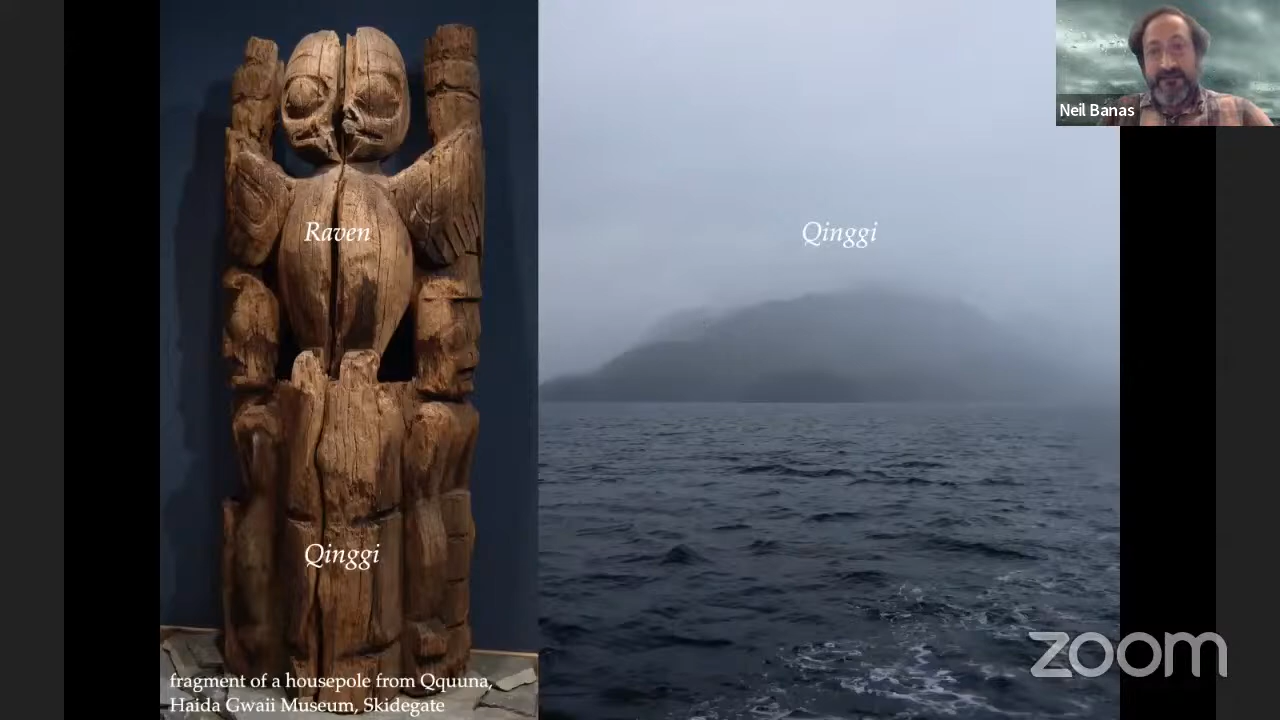 Neil Banas
Raven
Qinggi
Qinggi
fragment of a housepole from Qquuna,
Haida Gwaii Museum, Skidegate
zoom